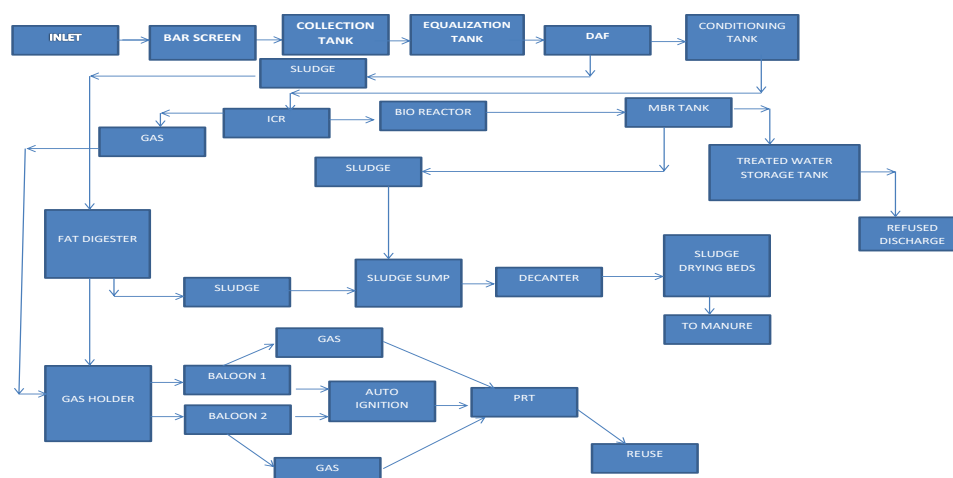 INLET
BAR SCREEN
COLLECTION
TANK
EQUALIZATION
TANK
DAF
CONDITIONING
TANK
SLUDGE
ICR
BIO REACTOR
MBR TANK
GAS
TREATED WATER
STORAGE TANK
SLUDGE
REFUSED
DISCHARGE
FAT DIGESTER
SLUDGE
SLUDGE SUMP
DECANTER
SLUDGE
DRYING BEDS
TO MANURE
GAS
GAS HOLDER
BALOON 1
AUTO
IGNITION
PRT
BALOON 2
REUSE
GAS